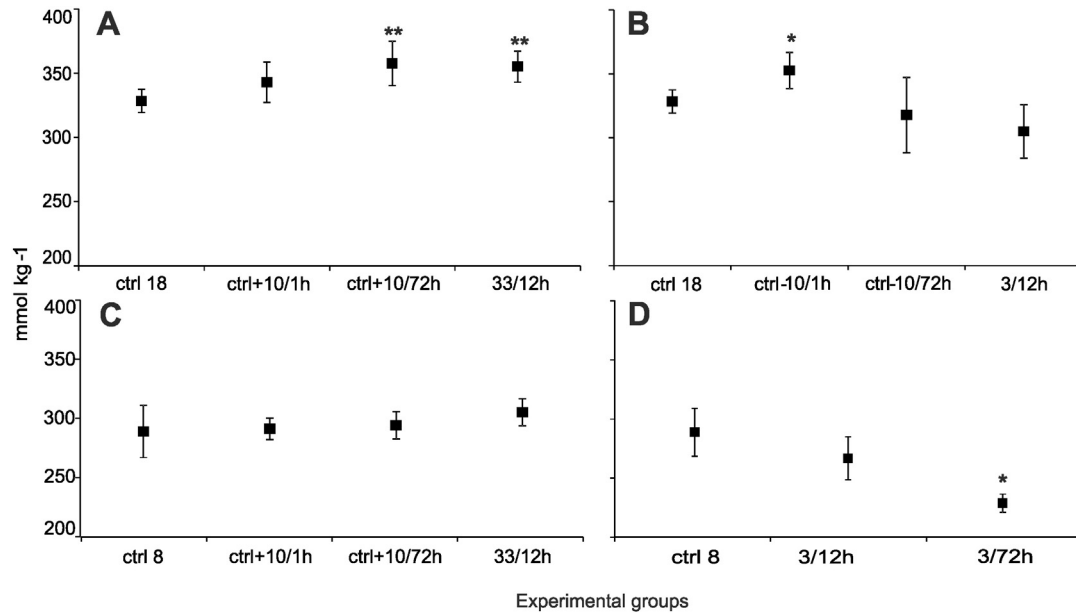 A
400
350
300
250
200
**
**
ctrl 18
ctrl+10/1h
ctrl+10/72h
33/12h
B
*
ctrl 18
ctrl-10/1h
ctrl-10/72h
3/12h
mmol kg-1
C
400
350
300
250
200
ctrl 8
ctrl+10/1h
ctrl+10/72h
33/12h
D
*
ctrl 8
3/12h
3/72h
Experimental groups